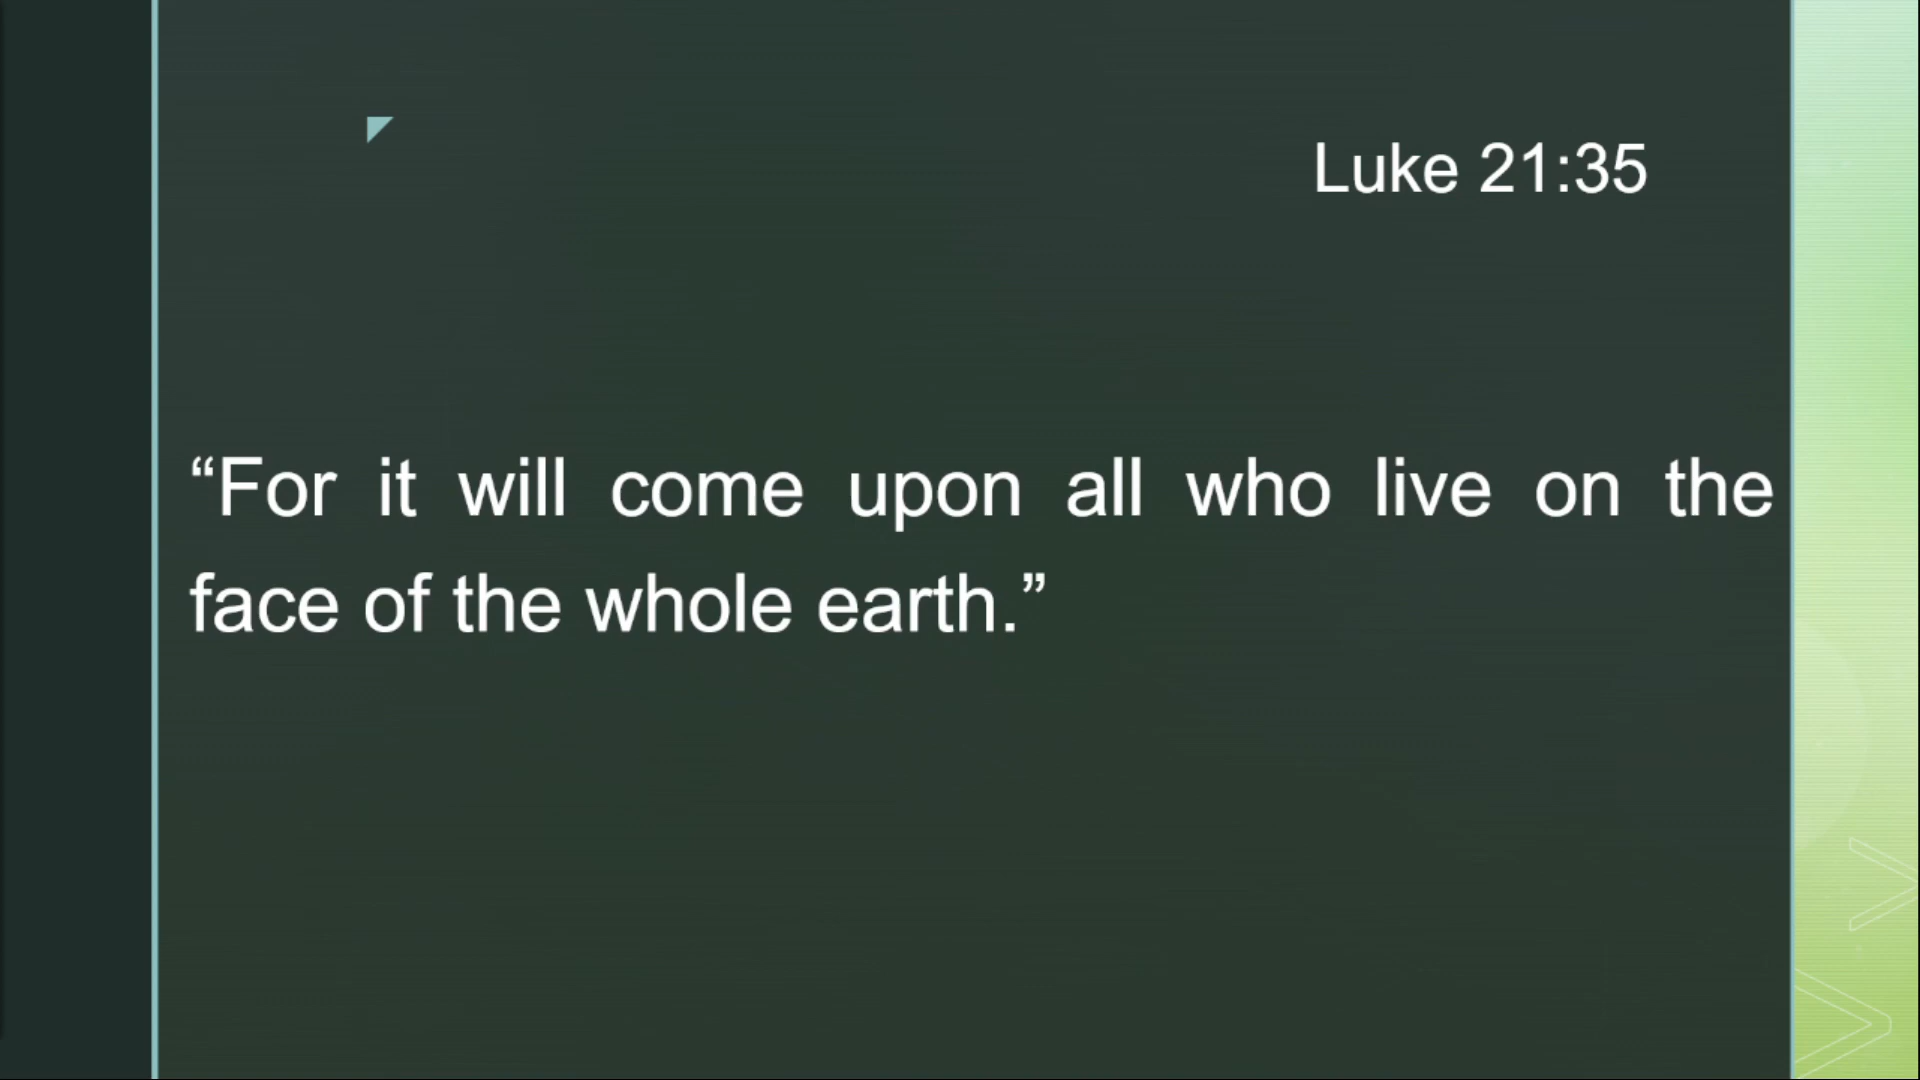 Luke 21:35
“For it will come upon all who live on the
face of the whole earth.”